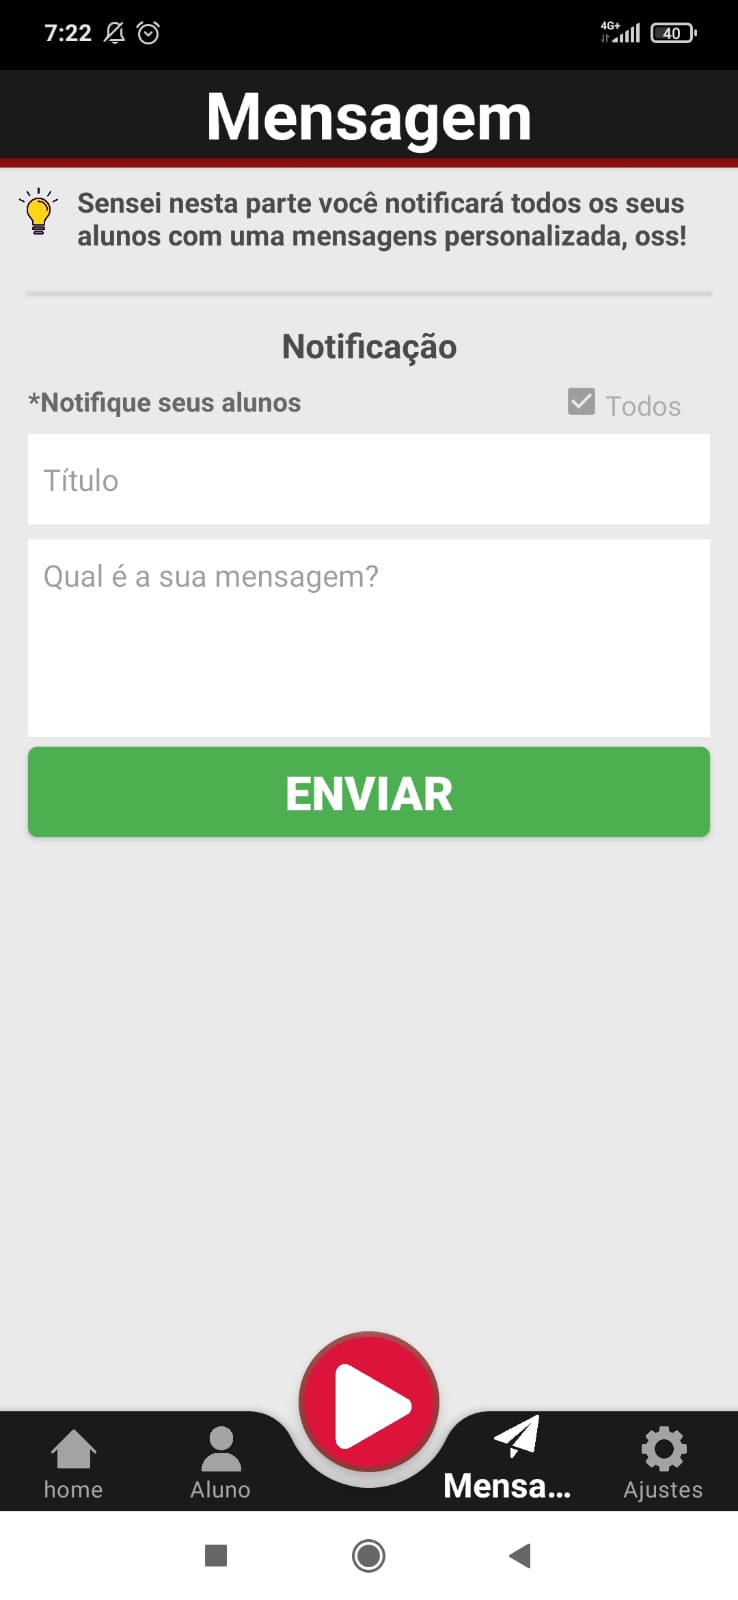 7:22
4G+
40
Mensagem
Sensei nesta parte você notificará todos os seus
alunos com uma mensagens personalizada, oss!
Notificação
*Notifique seus alunos
Todos
Título
Qual é a sua mensagem?
ENVIAR
home
Aluno
Mensa...
Ajustes